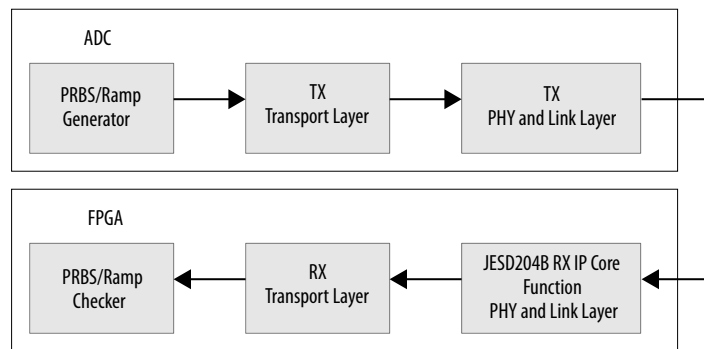 ADC
PRBS/Ramp
Generator
TX
Transport Layer
TX
PHY and Link Layer
FPGA
PRBS/Ramp
Checker
RX
Transport Layer
JESD204B RX IP Core
Function
PHY and Link Layer